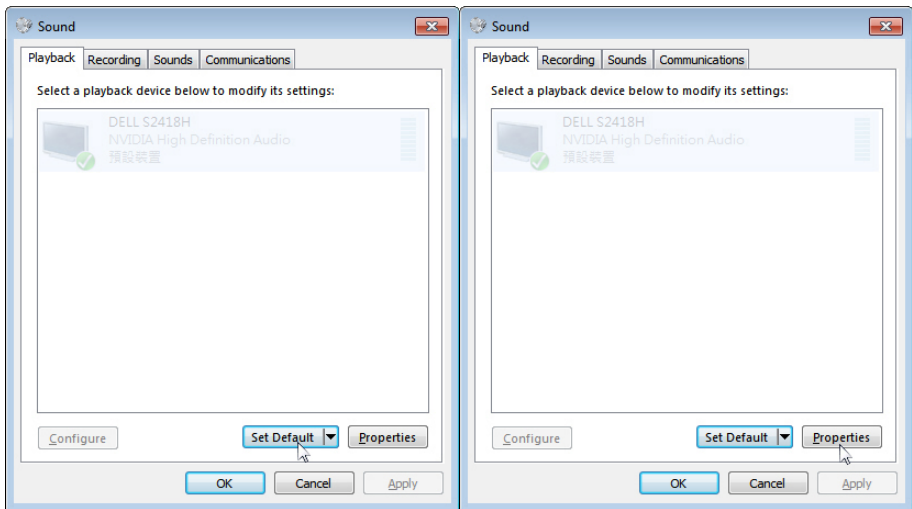 Sound
Playback Recording Sounds Communications
Select a playback device below to modify its settings:
DELL S2418H
NVIDIA High Definition Audio
預設裝置
Configure Set Default Properties
OK Cancel Apply
Sound
Playback Recording Sounds Communications
Select a playback device below to modify its settings:
DELL S2418H
NVIDIA High Definition Audio
預設裝置
Configure Set Default Properties
OK Cancel Apply